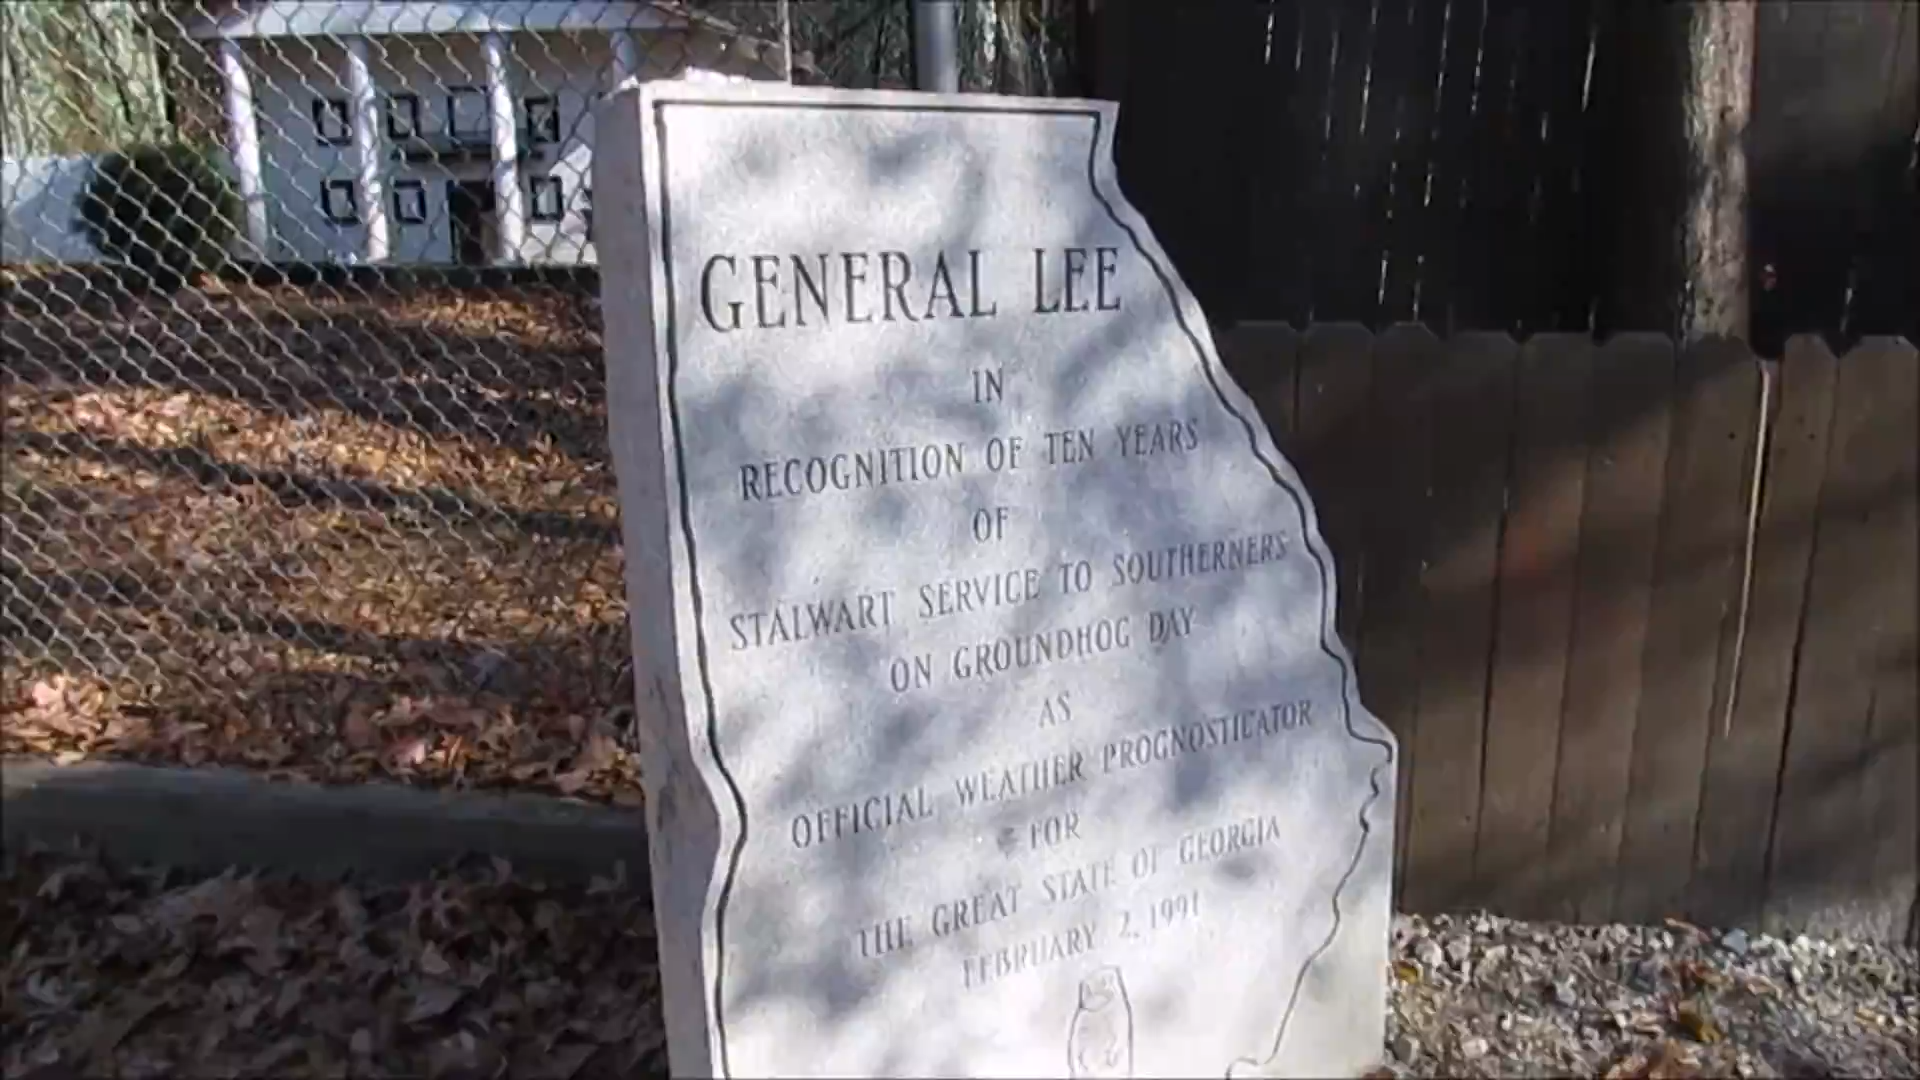 GENERAL LEE
IN
RECOGNITION OF TEN YEARS
OF
STALWART SERVICE TO SOUTHERNERS
ON GROUNDHOG DAY
AS
OFFICIAL WEATHER PROGNOSTICATOR
FOR
THE GREAT STATE OF GEORGIA
FEBRUARY 2, 1991